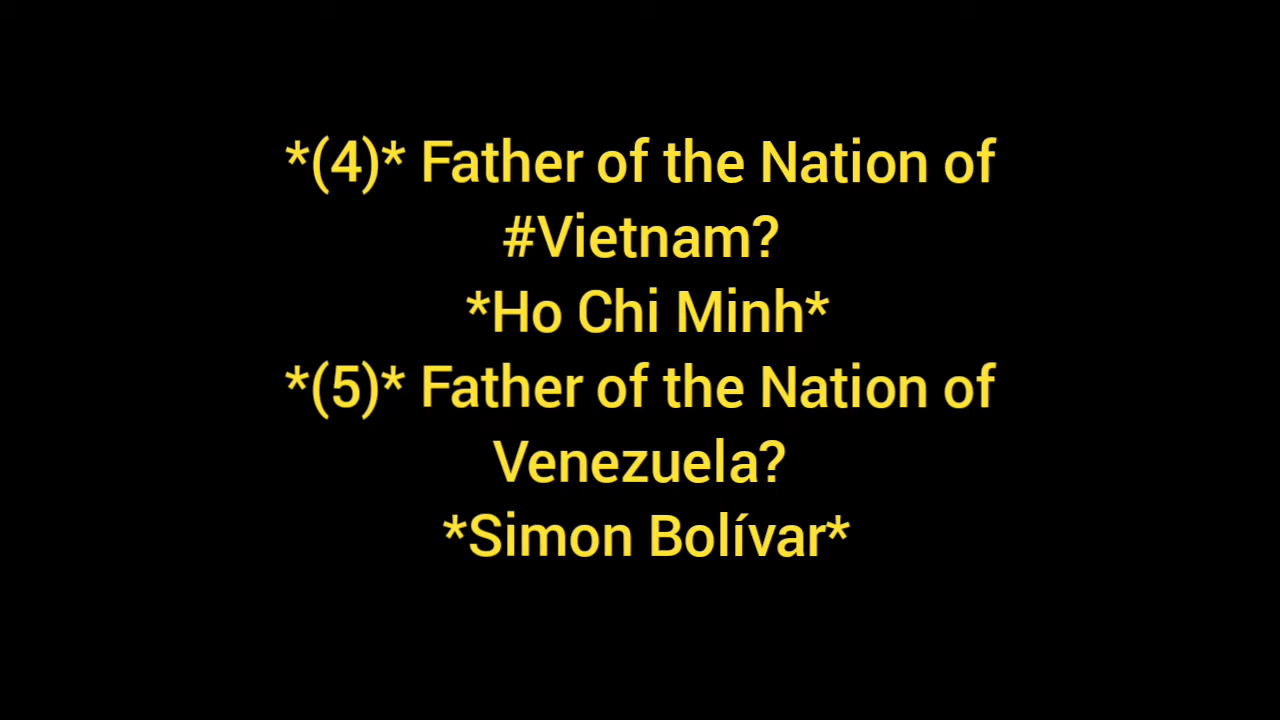 *(4)* Father of the Nation of
#Vietnam?
*Ho Chi Minh*
*(5)* Father of the Nation of
Venezuela?
*Simon Bolívar*